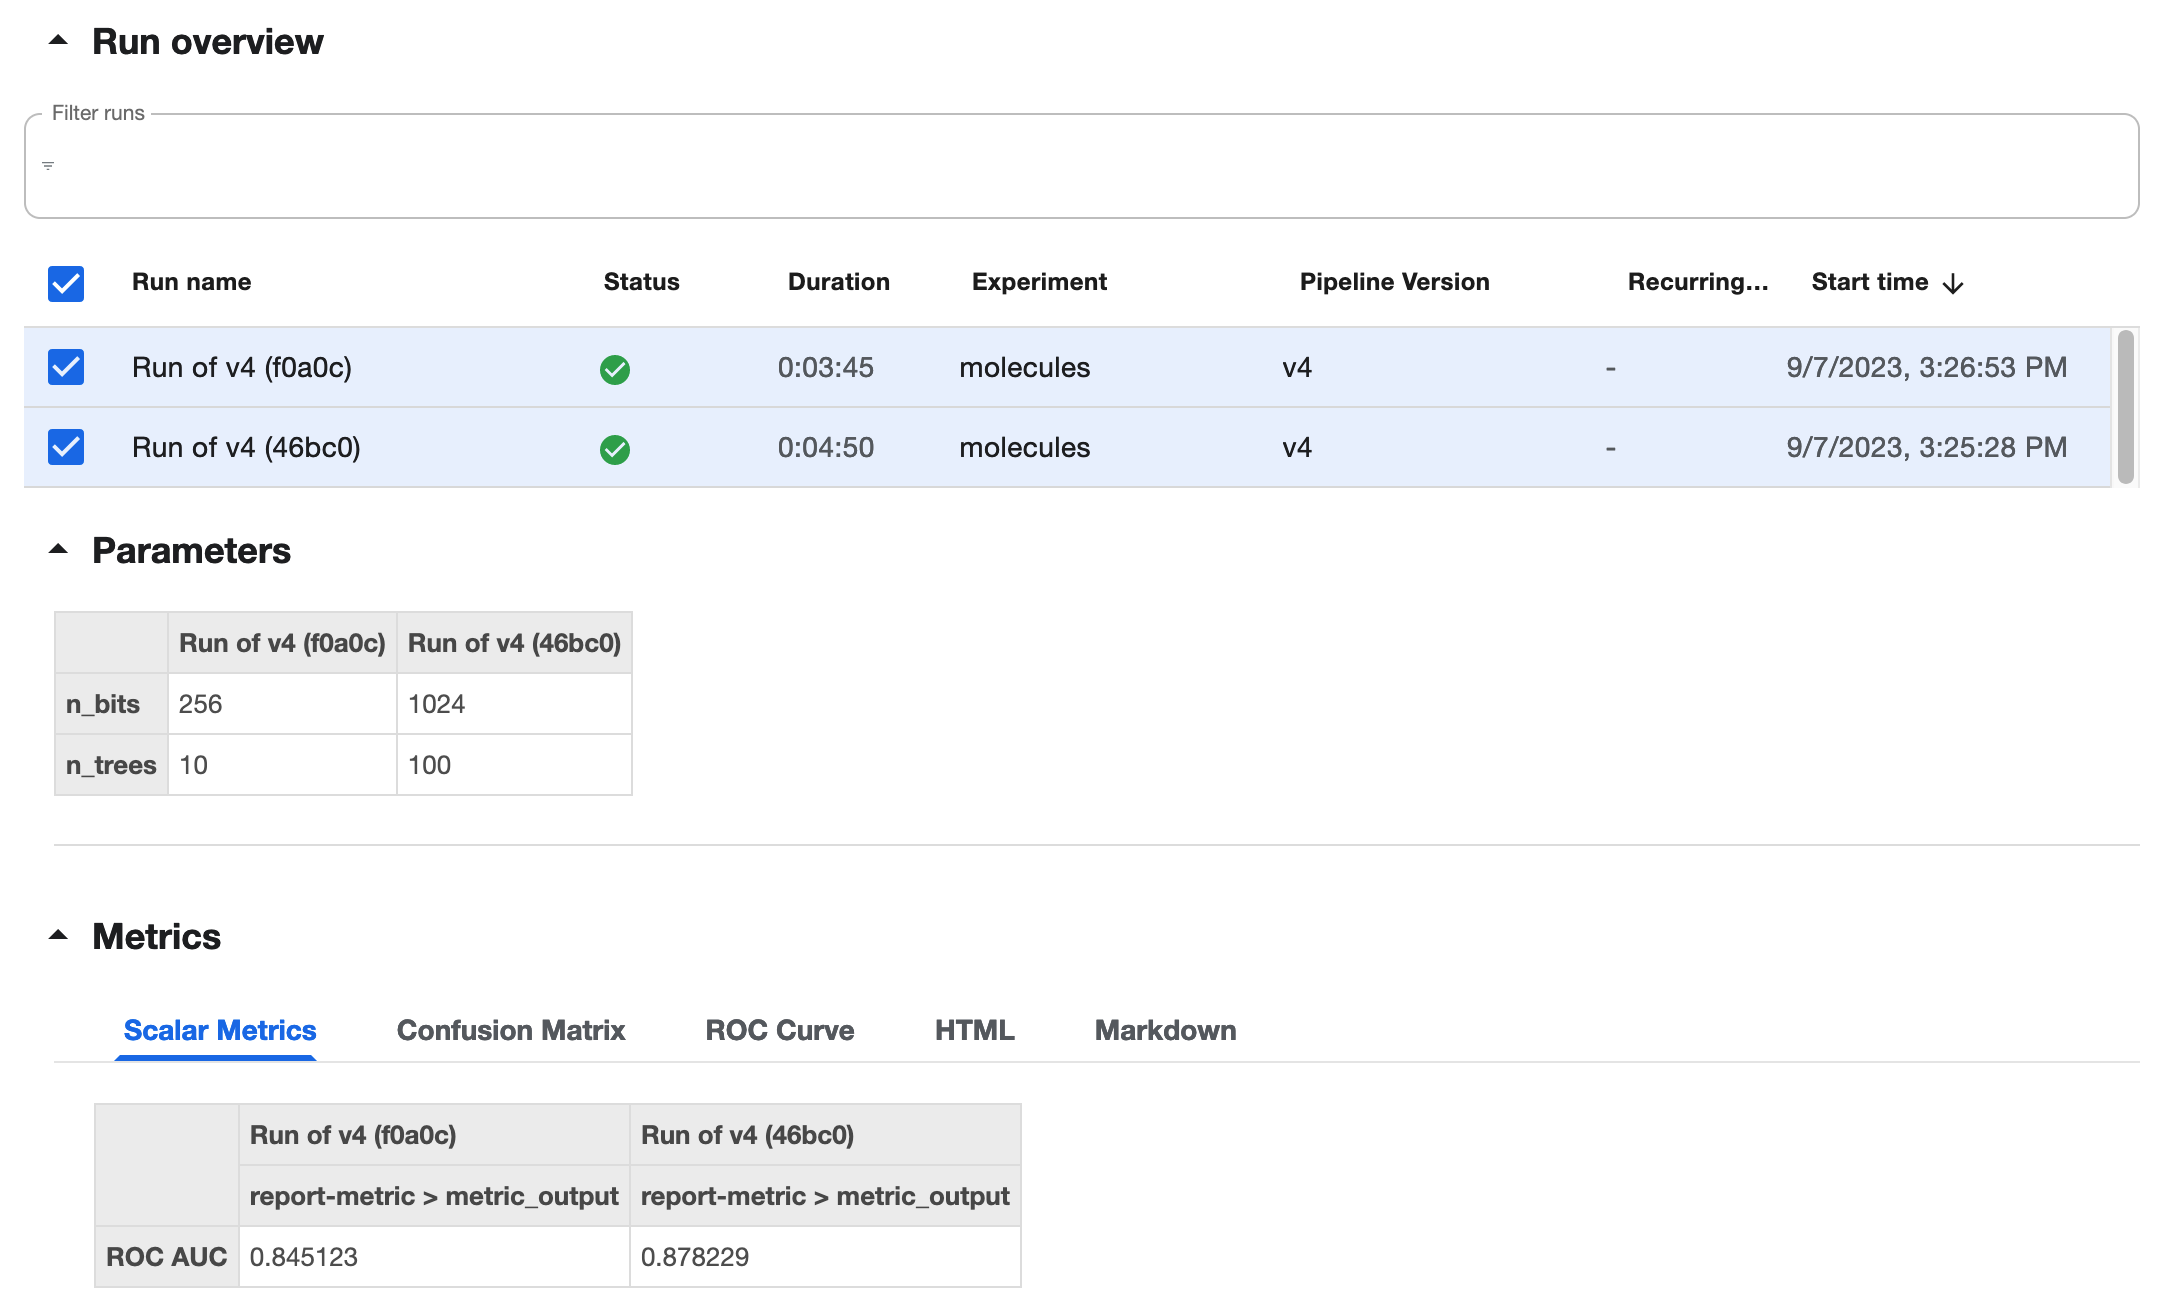 Run overview
Filter runs
Run name Status Duration Experiment Pipeline Version Recurring... Start time
Run of v4 (f0a0c) 0:03:45 molecules v4 - 9/7/2023, 3:26:53 PM
Run of v4 (46bc0) 0:04:50 molecules v4 - 9/7/2023, 3:25:28 PM
Parameters
Run of v4 (f0a0c) Run of v4 (46bc0)
n_bits 256 1024
n_trees 10 100
Metrics
Scalar Metrics Confusion Matrix ROC Curve HTML Markdown
Run of v4 (f0a0c) Run of v4 (46bc0)
report-metric > metric_output report-metric > metric_output
ROC AUC 0.845123 0.878229